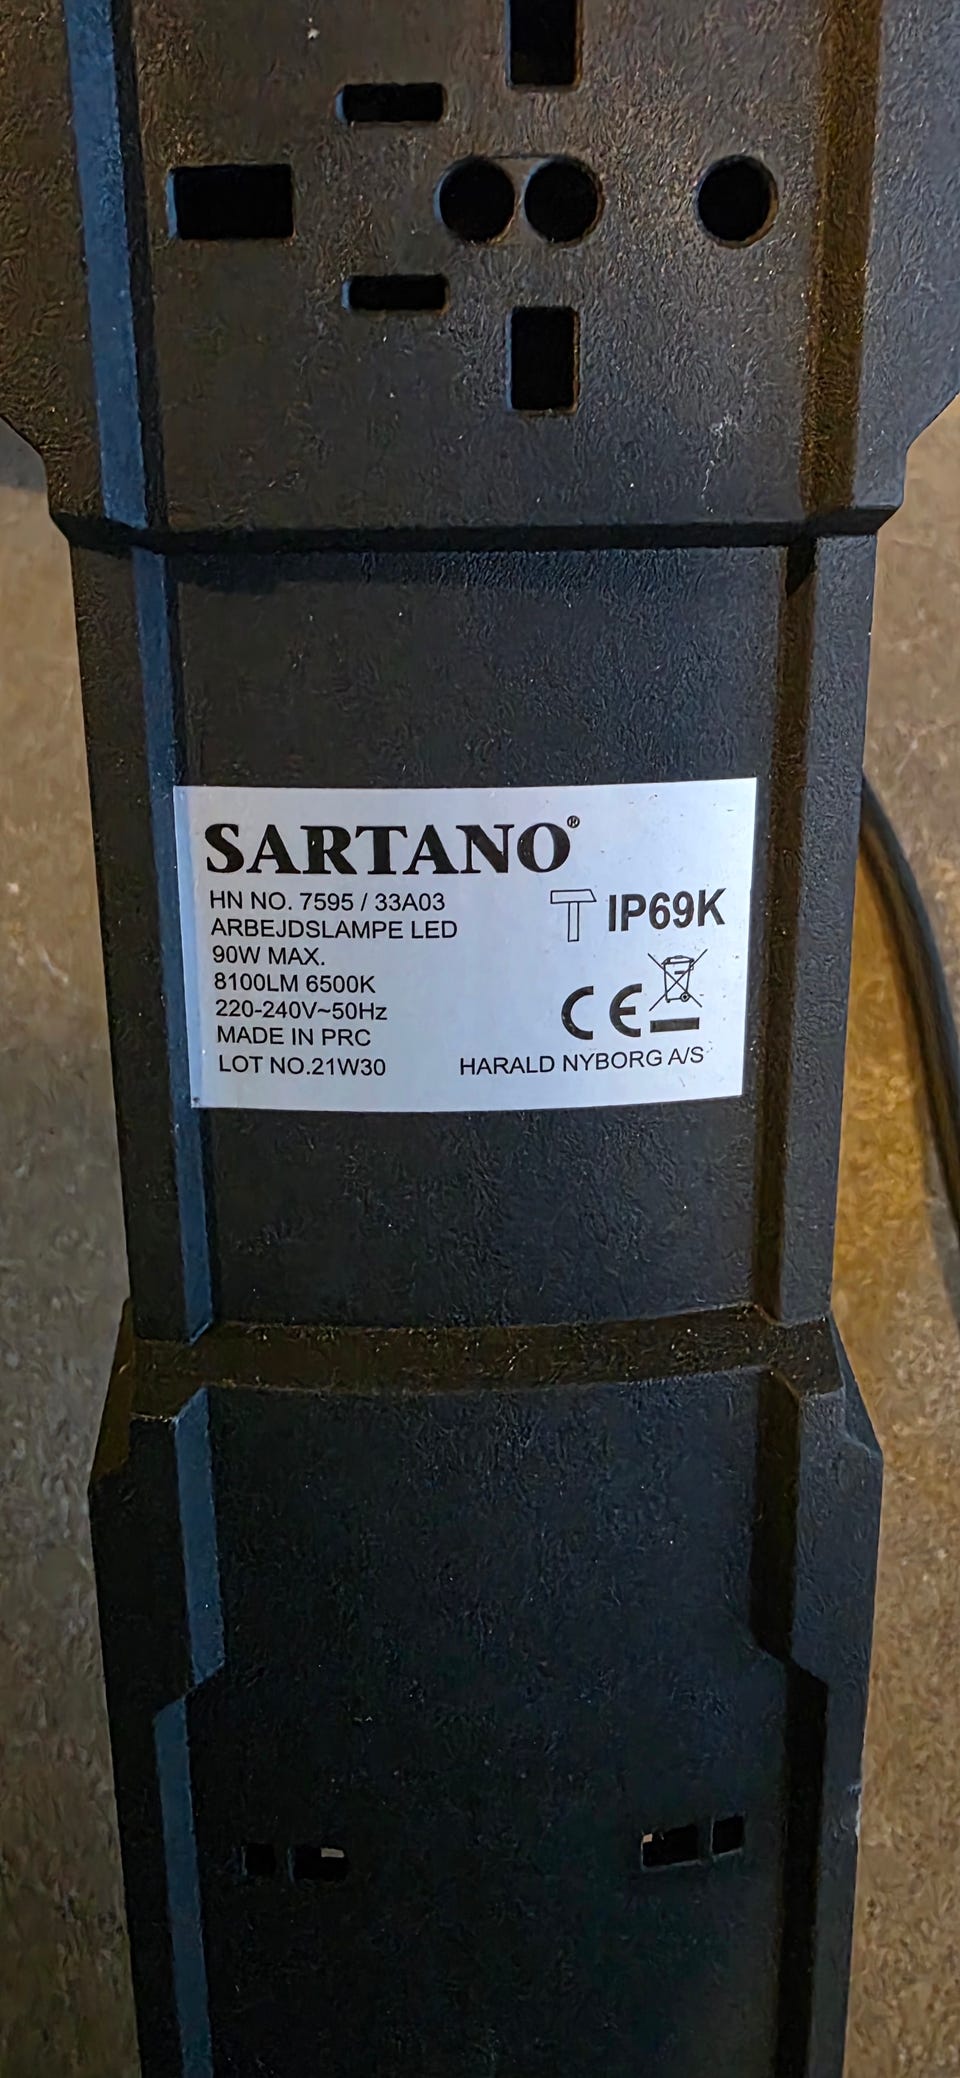 SARTANO®
HN NO. 7595 / 33A03
ARBEJDSLAMPE LED
90W MAX.
8100LM 6500K
220-240V~50Hz
MADE IN PRC
LOT NO.21W30
IP69K
CE
HARALD NYBORG A/S